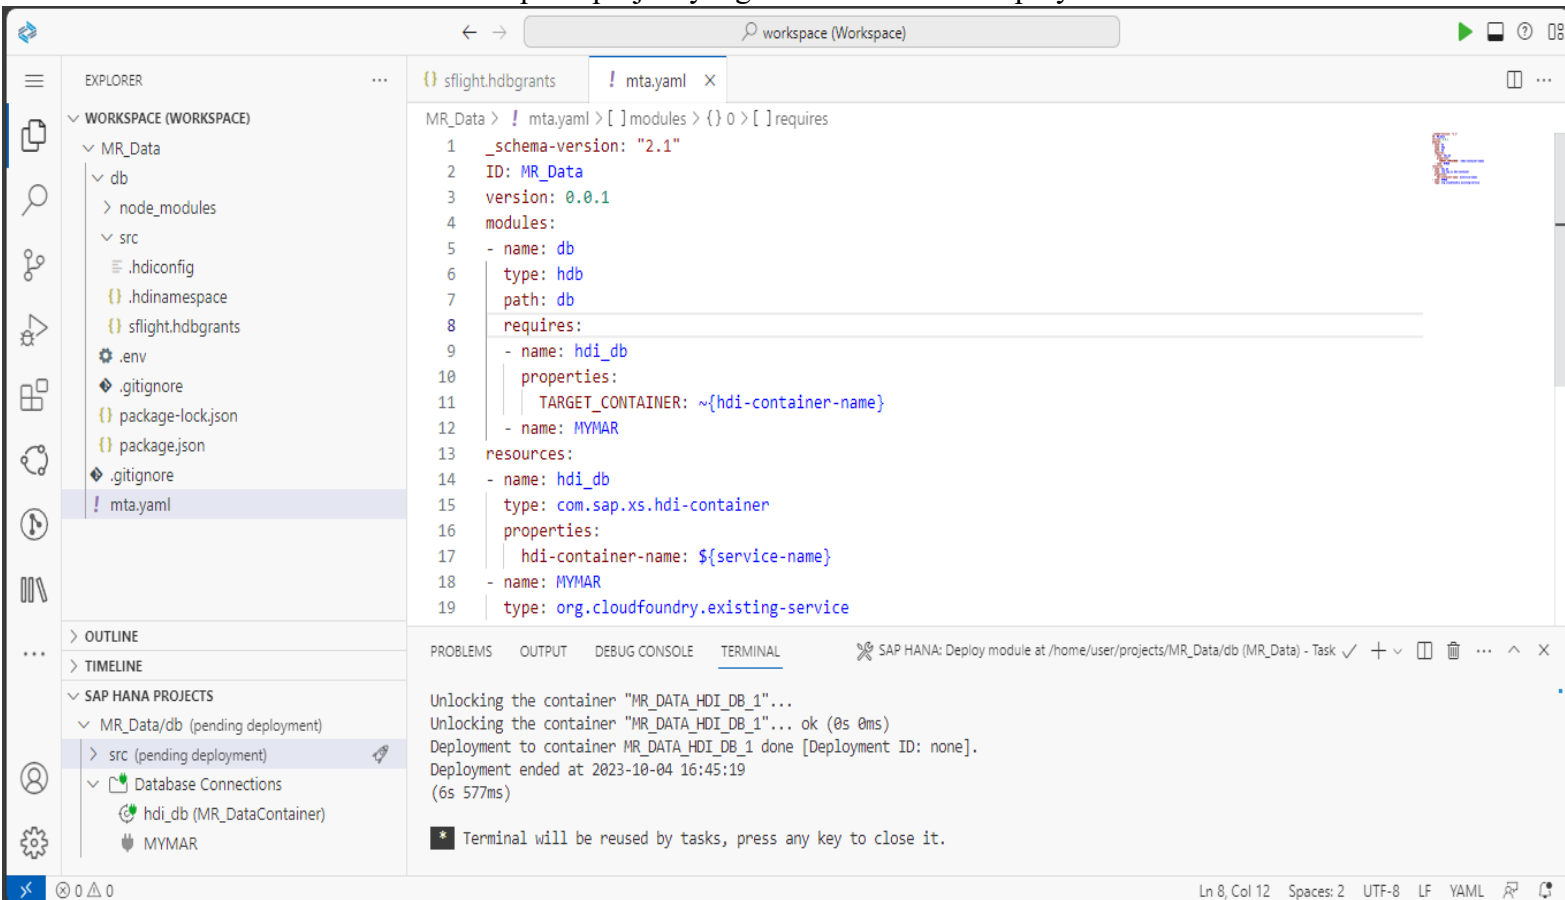 workspace (Workspace)
EXPLORER
WORKSPACE (WORKSPACE)
MR_Data
db
node_modules
src
.hdiconfig
.hdinamespace
sflight.hdbgrants
.env
.gitignore
package-lock.json
package.json
.gitignore
mta.yaml
OUTLINE
TIMELINE
SAP HANA PROJECTS
MR_Data/db (pending deployment)
src (pending deployment)
Database Connections
hdi_db (MR_DataContainer)
MYMAR
{} sflight.hdbgrants ! mta.yaml ×
MR_Data > ! mta.yaml > [ ] modules > {} 0 > [ ] requires
1 _schema-version: "2.1"
2 ID: MR_Data
3 version: 0.0.1
4 modules:
5 - name: db
6 type: hdb
7 path: db
8 requires:
9 - name: hdi_db
10 properties:
11 TARGET_CONTAINER: ~{hdi-container-name}
12 - name: MYMAR
13 resources:
14 - name: hdi_db
15 type: com.sap.xs.hdi-container
16 properties:
17 hdi-container-name: ${service-name}
18 - name: MYMAR
19 type: org.cloudfoundry.existing-service
PROBLEMS OUTPUT DEBUG CONSOLE TERMINAL SAP HANA: Deploy module at /home/user/projects/MR_Data/db (MR_Data) - Task
Unlocking the container "MR_DATA_HDI_DB_1"...
Unlocking the container "MR_DATA_HDI_DB_1"... ok (0s 0ms)
Deployment to container MR_DATA_HDI_DB_1 done [Deployment ID: none].
Deployment ended at 2023-10-04 16:45:19
(6s 577ms)
* Terminal will be reused by tasks, press any key to close it.
0 0 Ln 8, Col 12 Spaces: 2 UTF-8 LF YAML